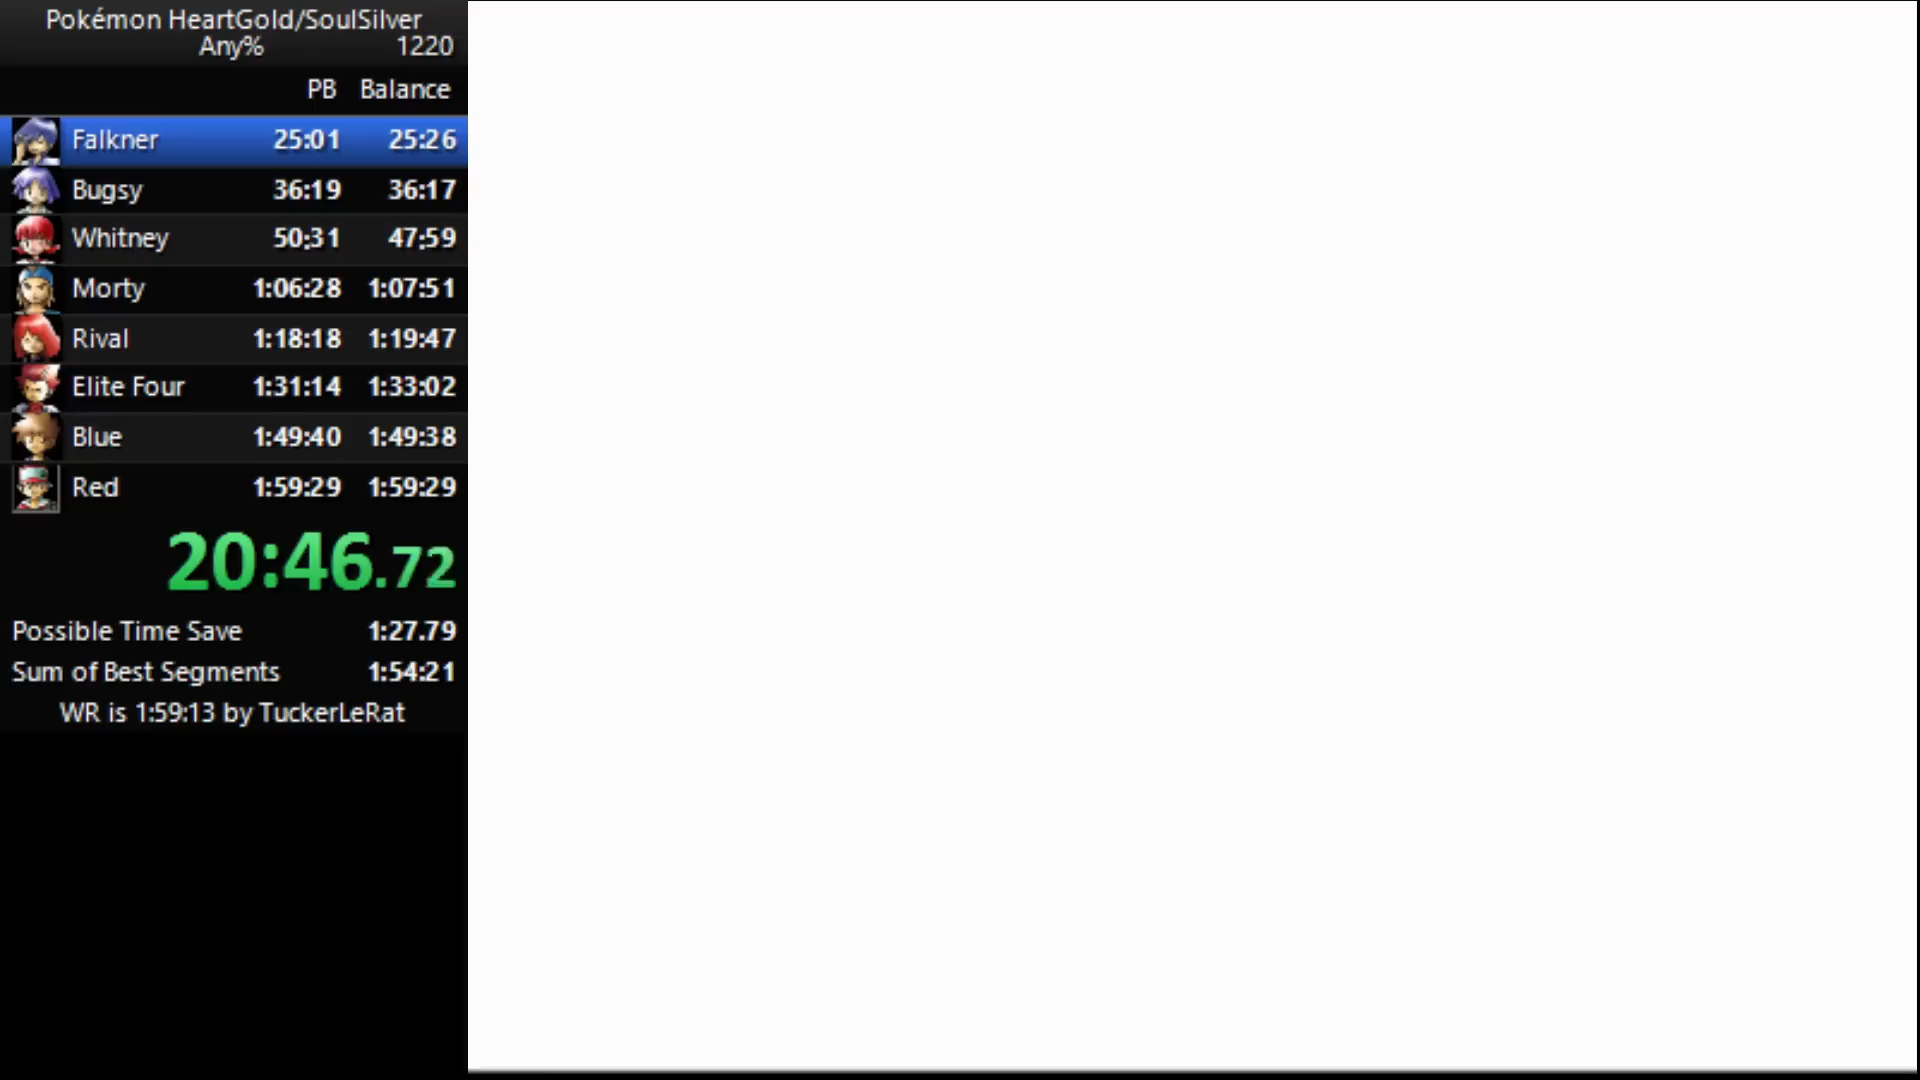 Pokémon HeartGold/SoulSilver
Any% 1220
PB Balance
Falkner 25:01 25:26
Bugsy 36:19 36:17
Whitney 50:31 47:59
Morty 1:06:28 1:07:51
Rival 1:18:18 1:19:47
Elite Four 1:31:14 1:33:02
Blue 1:49:40 1:49:38
Red 1:59:29 1:59:29
20:46.72
Possible Time Save 1:27.79
Sum of Best Segments 1:54:21
WR is 1:59:13 by TuckerLeRat